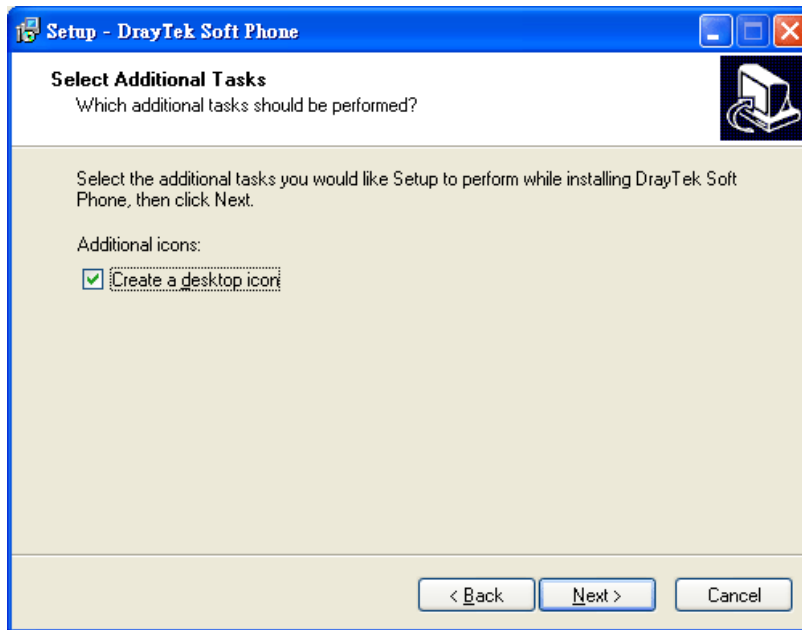 Setup - DrayTek Soft Phone
Select Additional Tasks
Which additional tasks should be performed?
Select the additional tasks you would like Setup to perform while installing DrayTek Soft
Phone, then click Next.
Additional icons:
Create a desktop icon
< Back Next > Cancel